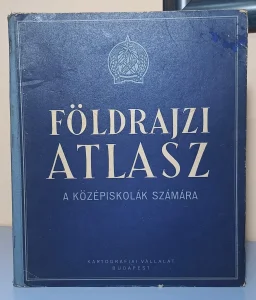 FÖLDRAJZI
ATLASZ
A KÖZÉPISKOLÁK SZÁMÁRA
KARTOGRÁFIAI VÁLLALAT
BUDAPEST